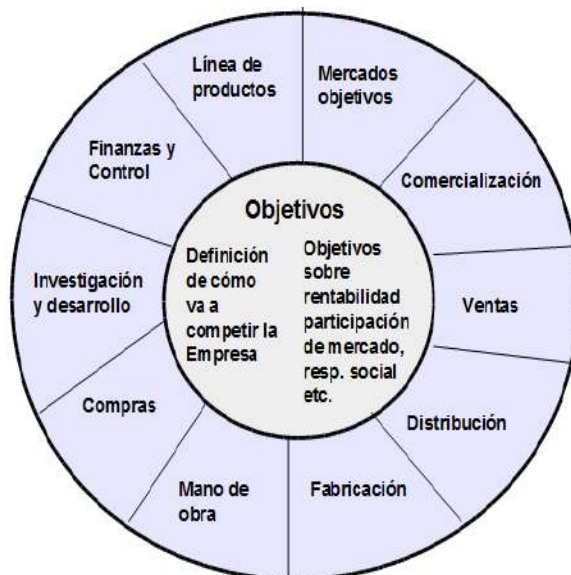 Línea de
productos
Mercados
objetivos
Comercialización
Ventas
Distribución
Fabricación
Mano de
obra
Compras
Investigación
y desarrollo
Finanzas y
Control
Objetivos
Definición
de cómo
va a
competir la
Empresa
Objetivos
sobre
rentabilidad
participación
de mercado,
resp. social
etc.